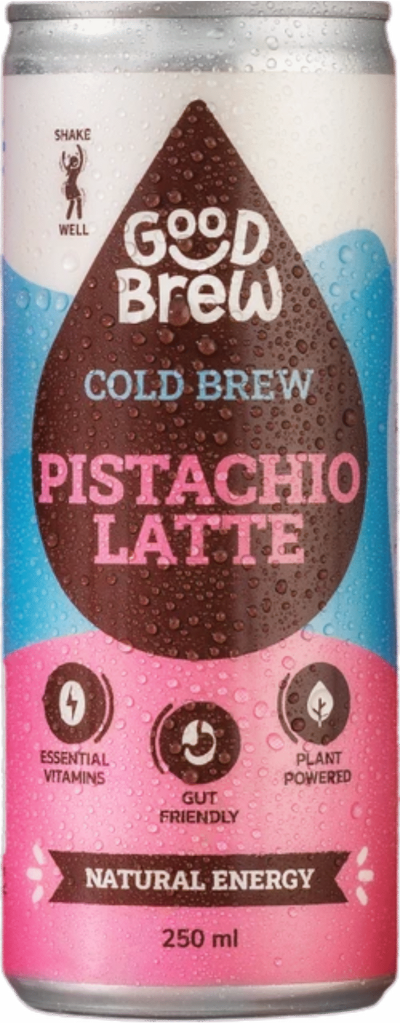 SHAKE
WELL
GOOD
BreW
COLD BREW
PISTACHIO
LATTE
ESSENTIAL
VITAMINS
GUT
FRIENDLY
PLANT
POWERED
NATURAL ENERGY
250 ml